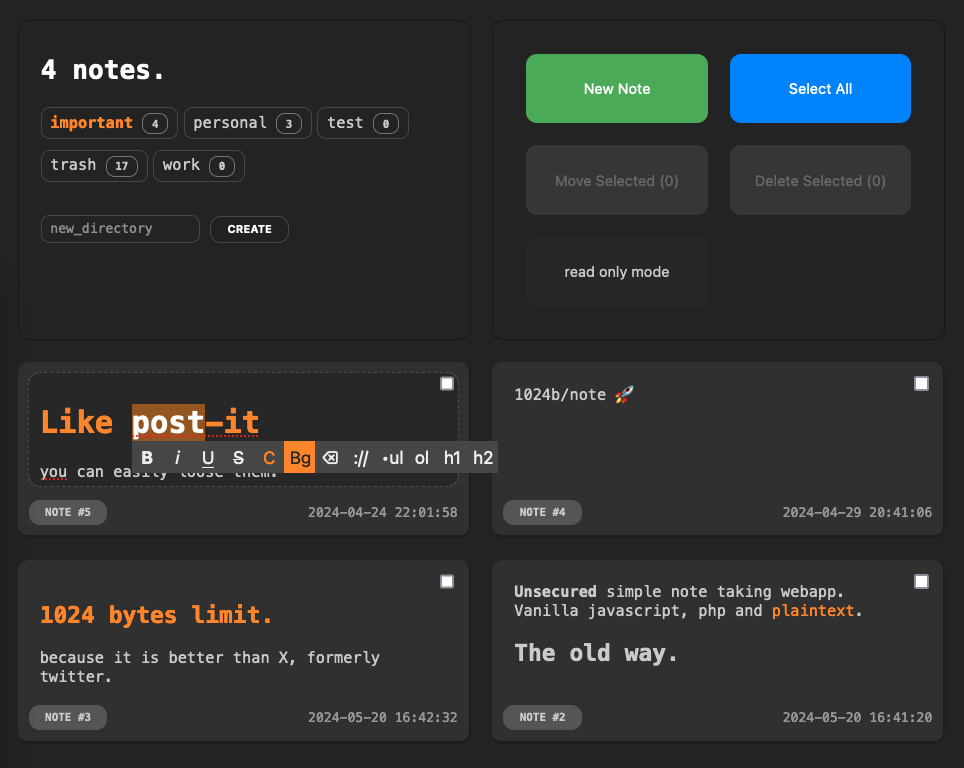 4 notes.
important 4 personal 3 test 0
trash 17 work 0
new_directory CREATE
New Note Select All
Move Selected (0) Delete Selected (0)
read only mode
Like post-it
B i U S C Bg ⌫ :// •ul ol h1 h2
you can easily loose them.
NOTE #5 2024-04-24 22:01:58
1024b/note 🚀
NOTE #4 2024-04-29 20:41:06
1024 bytes limit.
because it is better than X, formerly
twitter.
NOTE #3 2024-05-20 16:42:32
Unsecured simple note taking webapp.
Vanilla javascript, php and plaintext.
The old way.
NOTE #2 2024-05-20 16:41:20